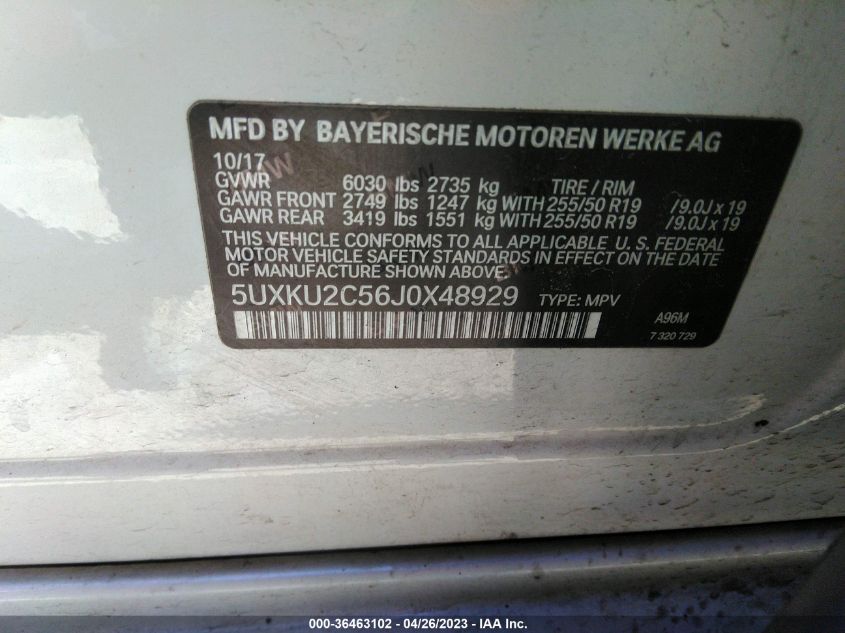 MFD BY BAYERISCHE MOTOREN WERKE AG
10/17
GVWR 6030 lbs 2735 kg TIRE / RIM
GAWR FRONT 2749 lbs 1247 kg WITH 255/50 R19 /9.0J x 19
GAWR REAR 3419 lbs 1551 kg WITH 255/50 R19 /9.0J x 19
THIS VEHICLE CONFORMS TO ALL APPLICABLE U.S. FEDERAL
MOTOR VEHICLE SAFETY STANDARDS IN EFFECT ON THE DATE
OF MANUFACTURE SHOWN ABOVE.
5UXKU2C56J0X48929 TYPE: MPV
A96M
7 320 729
000-36463102 - 04/26/2023 - IAA Inc.